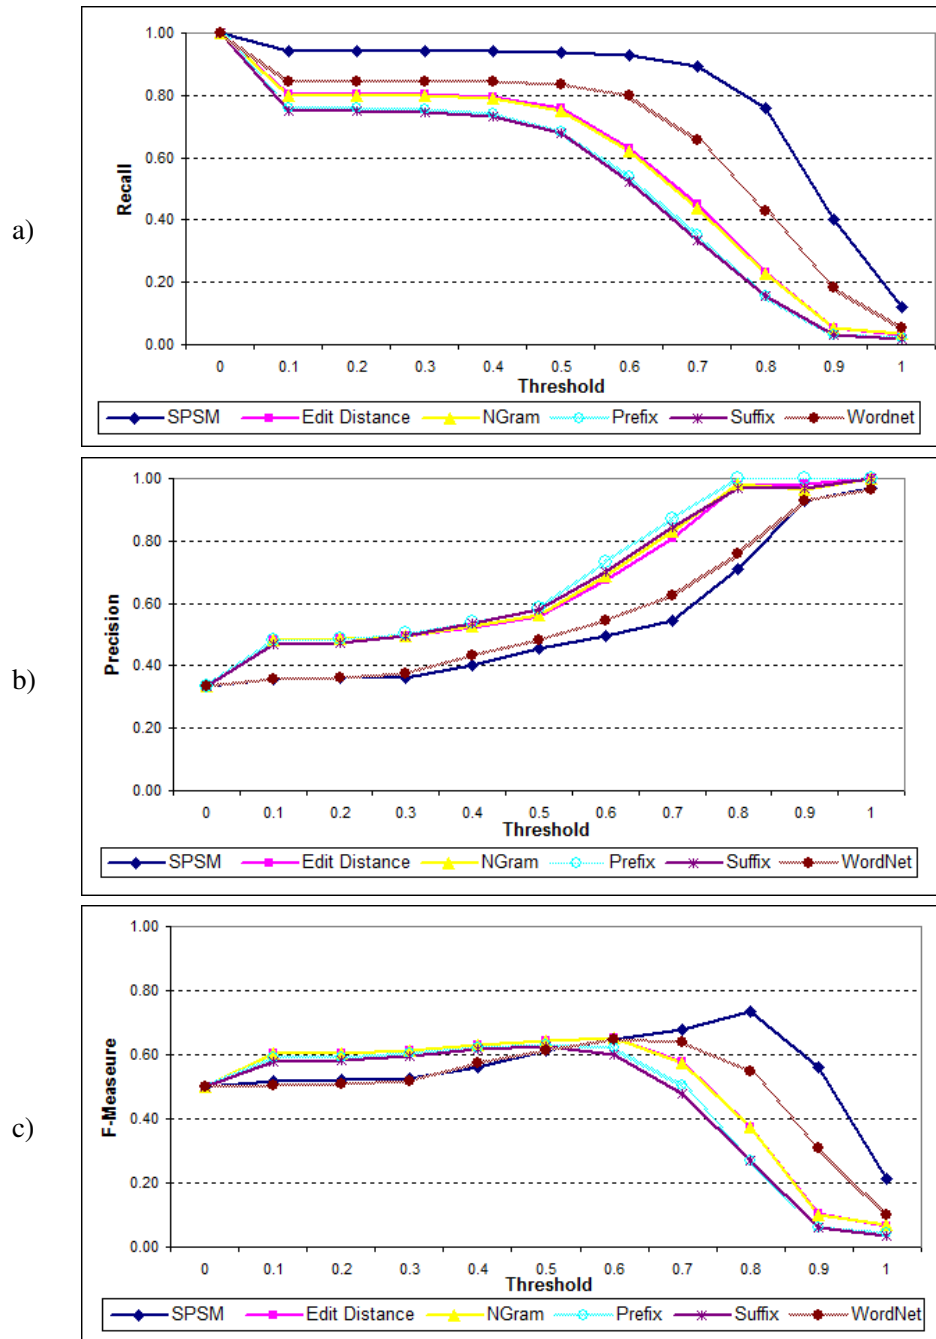 a)
Recall
1.00
0.80
0.60
0.40
0.20
0.00
0 0.1 0.2 0.3 0.4 0.5 0.6 0.7 0.8 0.9 1
Threshold
SPSM Edit Distance NGram Prefix Suffix Wordnet
b)
Precision
1.00
0.80
0.60
0.40
0.20
0.00
0 0.1 0.2 0.3 0.4 0.5 0.6 0.7 0.8 0.9 1
Threshold
SPSM Edit Distance NGram Prefix Suffix WordNet
c)
F-Measure
1.00
0.80
0.60
0.40
0.20
0.00
0 0.1 0.2 0.3 0.4 0.5 0.6 0.7 0.8 0.9 1
Threshold
SPSM Edit Distance NGram Prefix Suffix WordNet